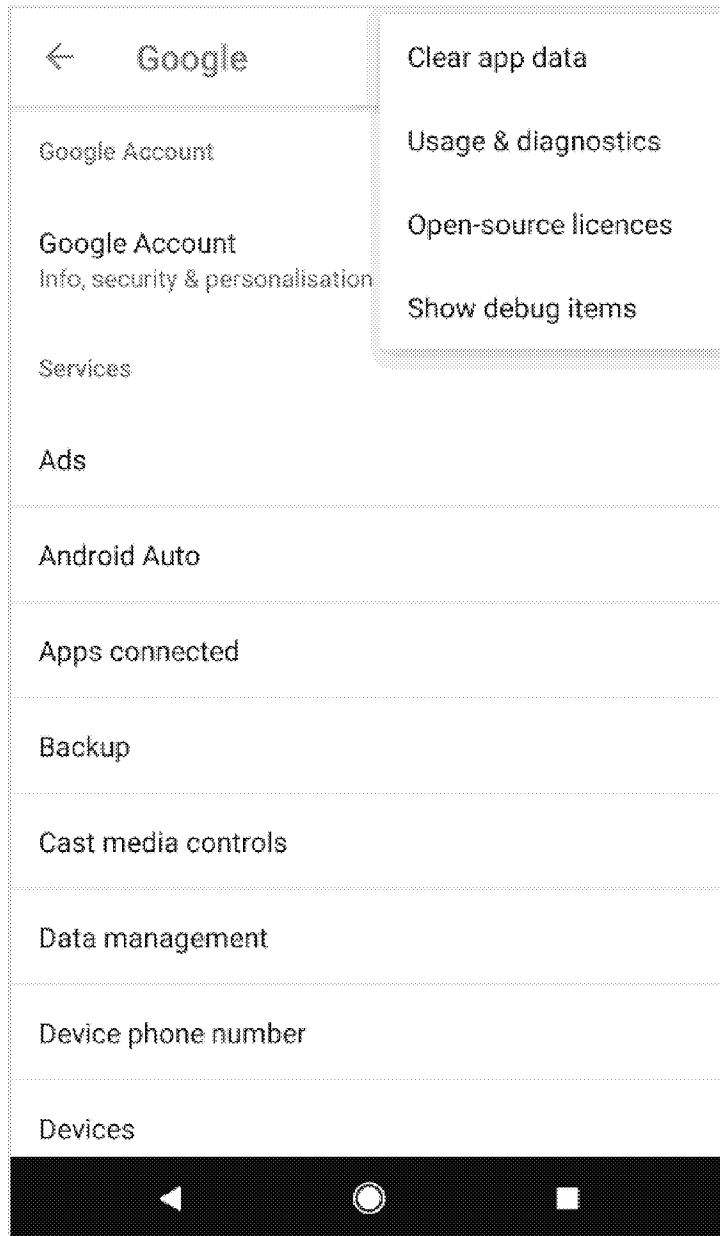 Google
Clear app data
Usage & diagnostics
Open-source licences
Show debug items
Google Account
Google Account
Info, security & personalisation
Services
Ads
Android Auto
Apps connected
Backup
Cast media controls
Data management
Device phone number
Devices